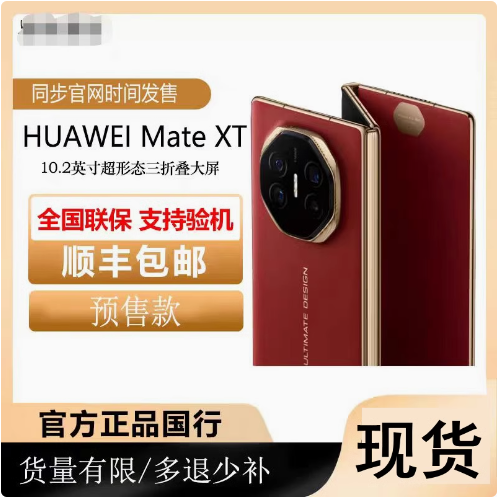 同步官网时间发售
HUAWEI Mate XT
10.2英寸超形态三折叠大屏
全国联保 支持验机
顺丰包邮
预售款
ULTIMATE DESIGN
官方正品国行
现货
货量有限/多退少补